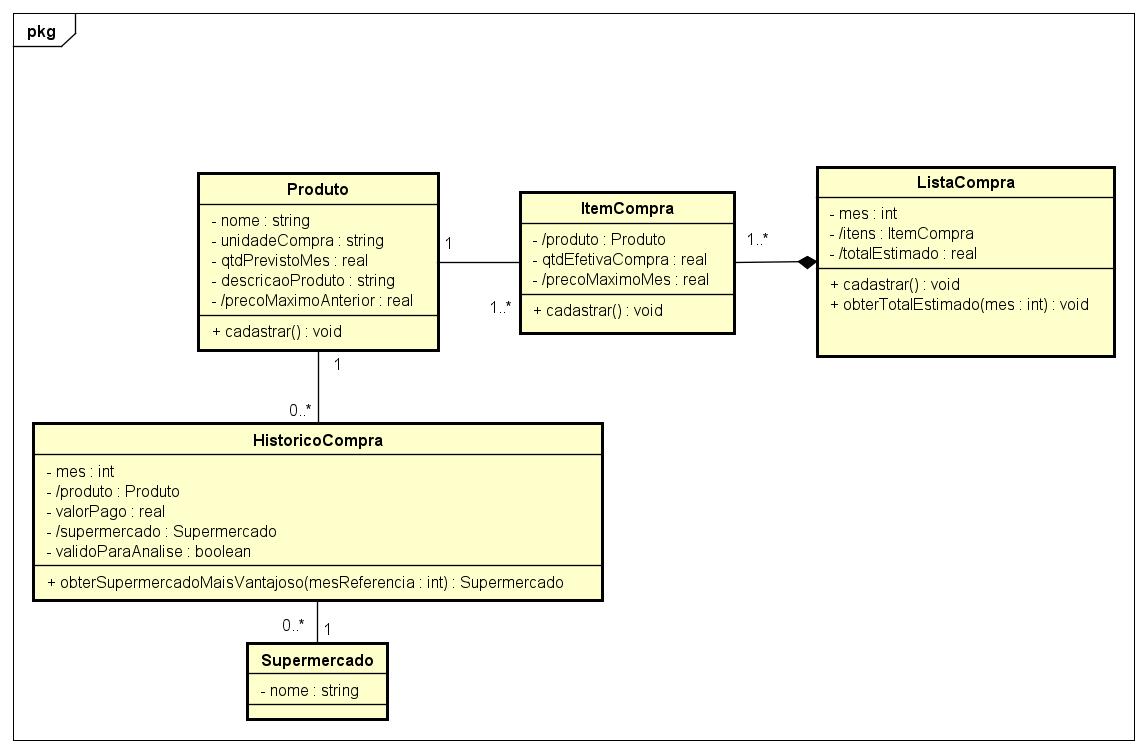 pkg
Produto
- nome : string
- unidadeCompra : string
- qtdPrevistoMes : real
- descricaoProduto : string
- /precoMaximoAnterior : real
+ cadastrar() : void
1
1..*
ItemCompra
- /produto : Produto
- qtdEfetivaCompra : real
- /precoMaximoMes : real
+ cadastrar() : void
1..*
ListaCompra
- mes : int
- /itens : ItemCompra
- /totalEstimado : real
+ cadastrar() : void
+ obterTotalEstimado(mes : int) : void
1
0..*
HistoricoCompra
- mes : int
- /produto : Produto
- valorPago : real
- /supermercado : Supermercado
- validoParaAnalise : boolean
+ obterSupermercadoMaisVantajoso(mesReferencia : int) : Supermercado
0..*
1
Supermercado
- nome : string